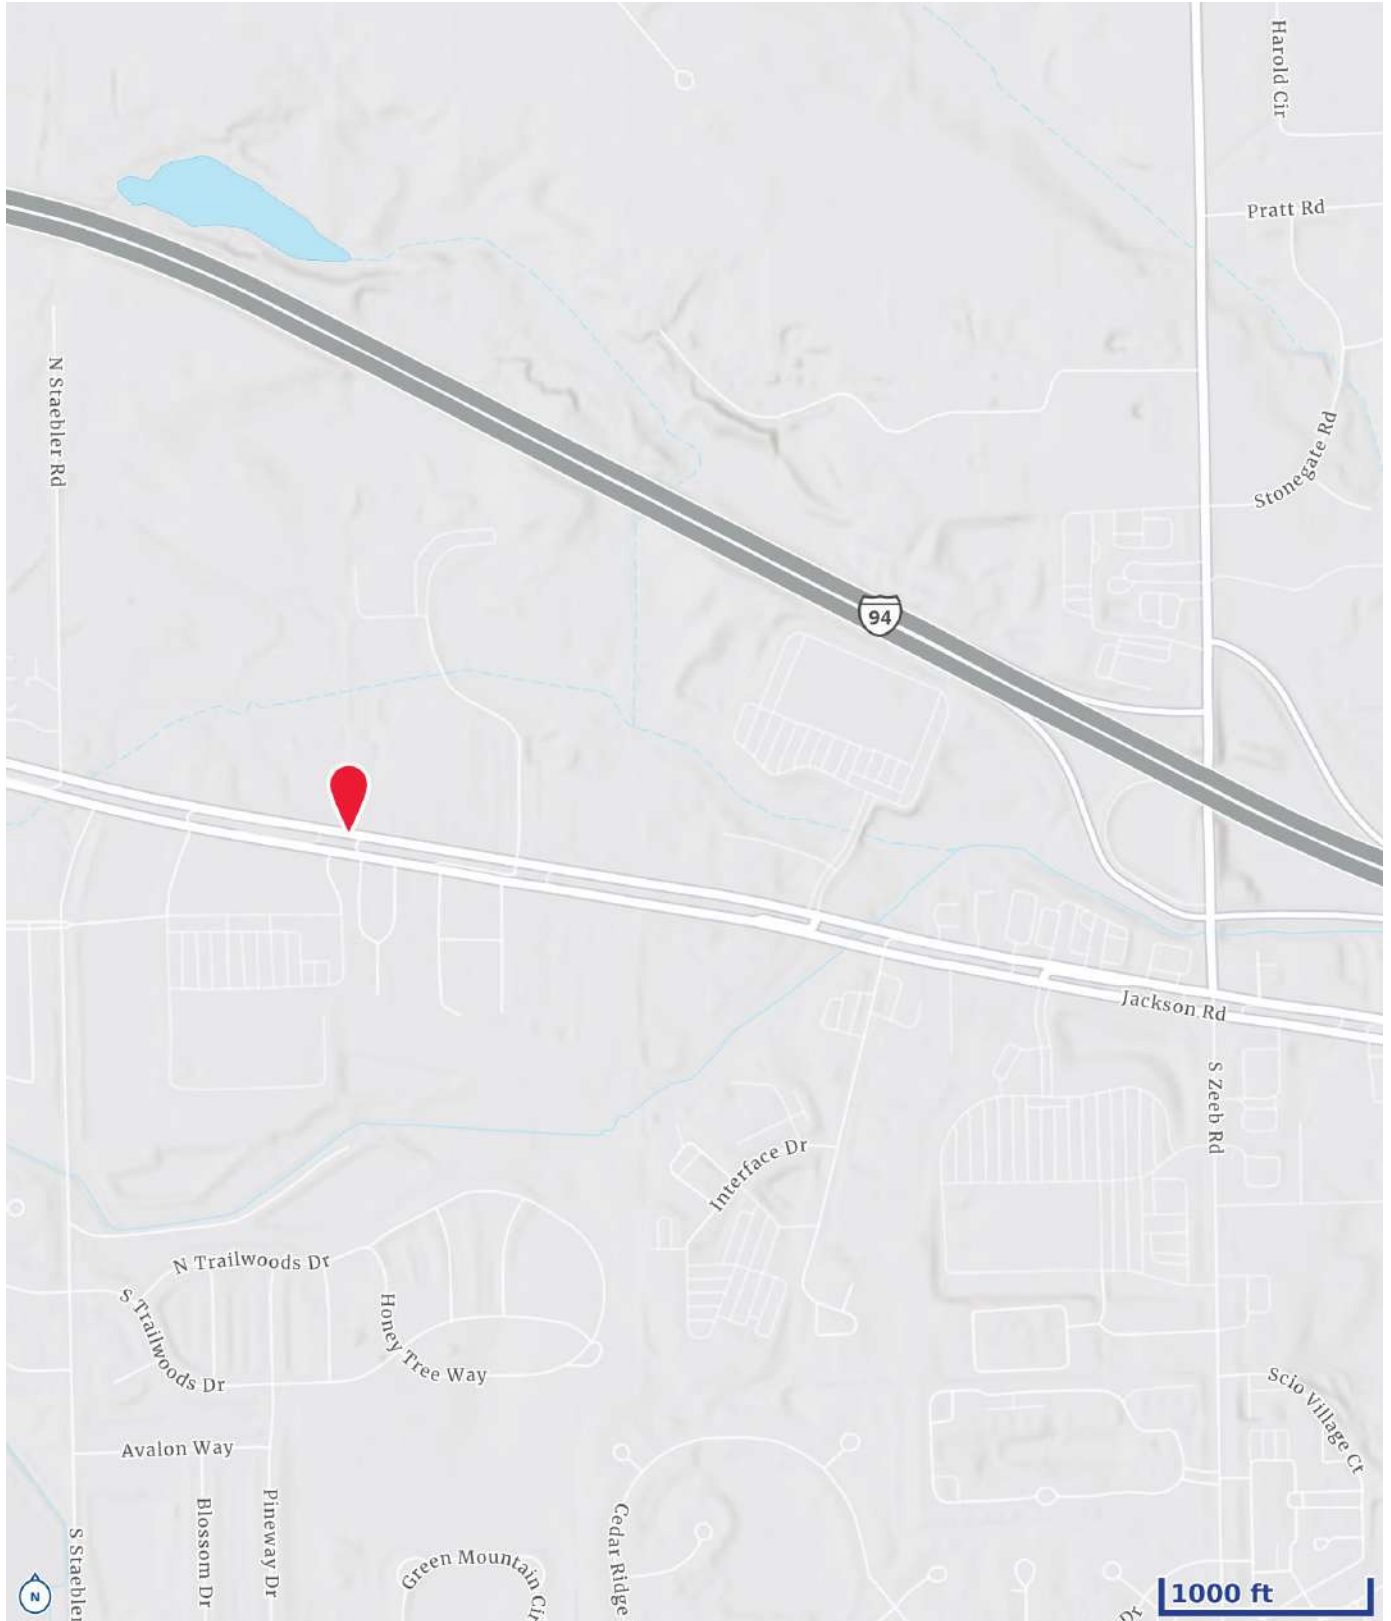 Harold Cir
Pratt Rd
N Staebler Rd
Stonegate Rd
94
Jackson Rd
S Zeeb Rd
Interface Dr
N Trailwoods Dr
S Trailwoods Dr
Honey Tree Way
Scio Village Ct
Avalon Way
Blossom Dr
Pineway Dr
Cedar Ridge
S Staebler
Green Mountain Cir
Dr
N
1000 ft